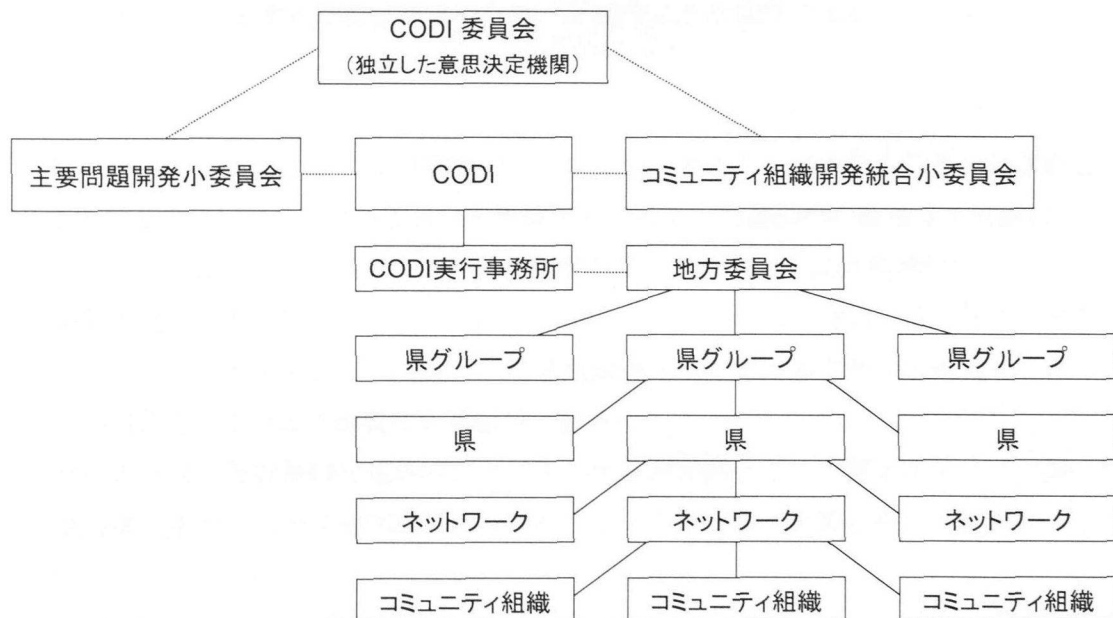 CODI 委員会
(独立した意思決定機関)
主要問題開発小委員会
CODI
コミュニティ組織開発統合小委員会
CODI実行事務所
地方委員会
県グループ
県グループ
県グループ
県
県
県
ネットワーク
ネットワーク
ネットワーク
コミュニティ組織
コミュニティ組織
コミュニティ組織